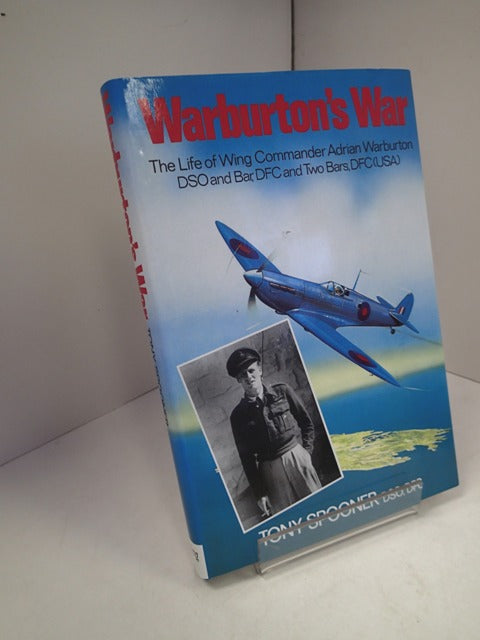 Warburton's War
The Life of Wing Commander Adrian Warburton
DSO and Bar, DFC and Two Bars, DFC (USA)
TONY SPOONER DSO, DFC
Warburton's War